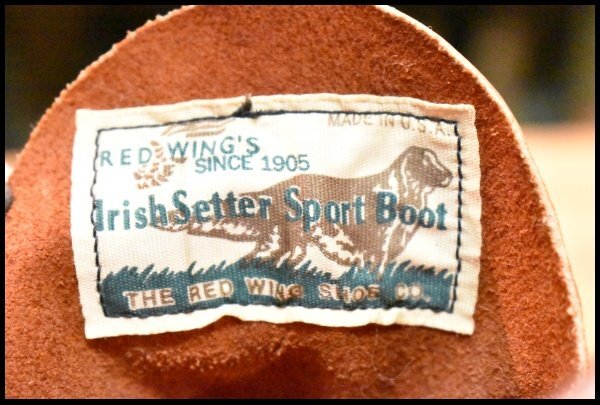 MADE IN U.S.A.
RED WING'S
SINCE 1905
Irish Setter Sport Boot
THE RED WING SHOE CO.